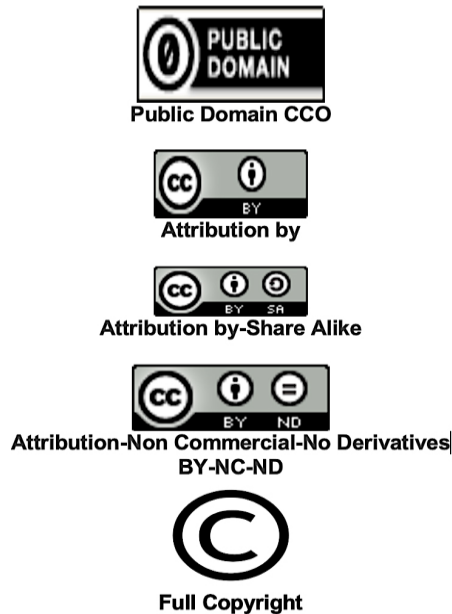 0 PUBLIC
DOMAIN
Public Domain CCO
cc
BY
Attribution by
cc
BY SA
Attribution by-Share Alike
cc
BY ND
Attribution-Non Commercial-No Derivatives
BY-NC-ND
©
Full Copyright